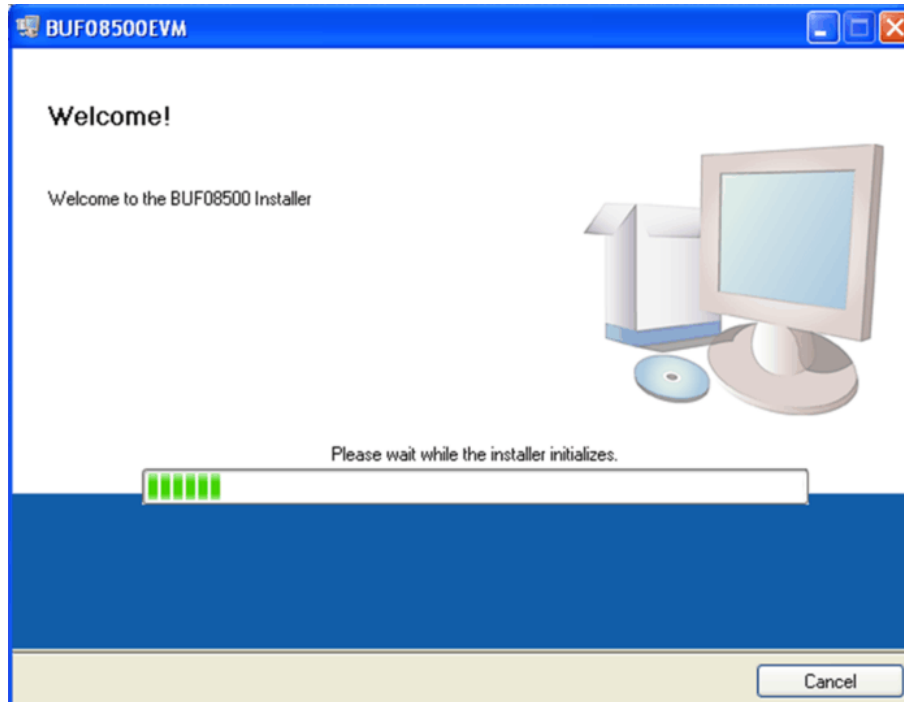 BUF08500EVM
Welcome!
Welcome to the BUF08500 Installer
Please wait while the installer initializes.
Cancel